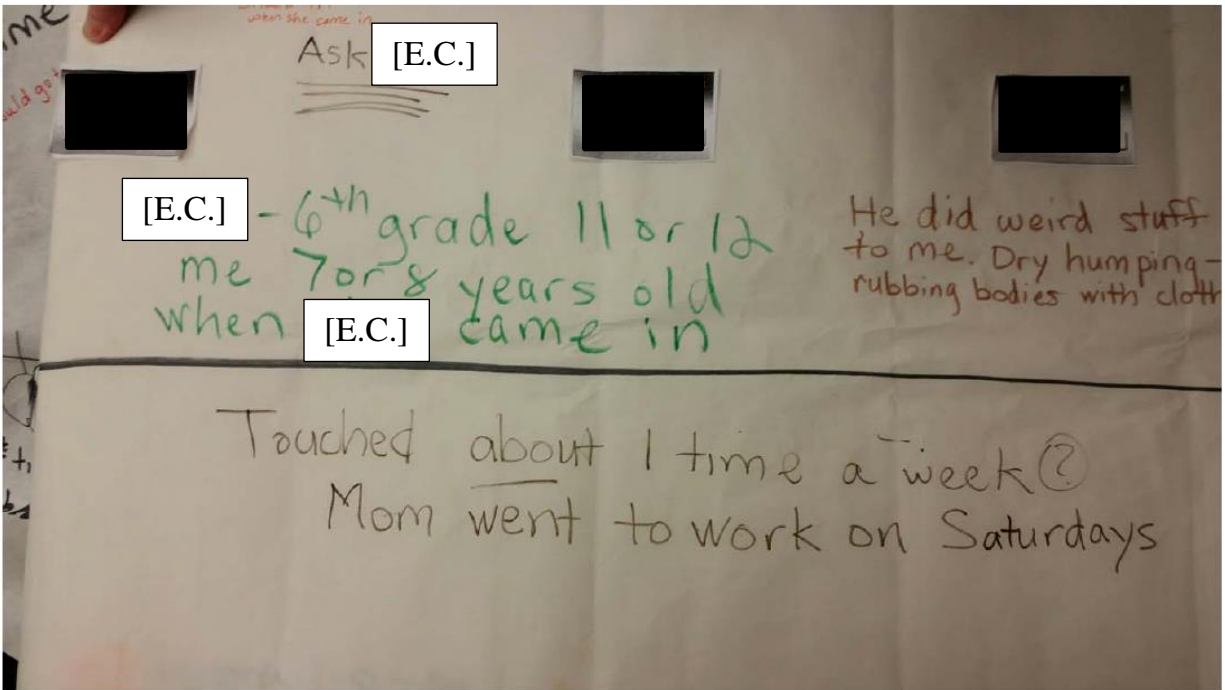 when she came in
Ask [E.C.]
[E.C.] - 6th grade 11 or 12
me 7 or 8 years old
when [E.C.] came in
He did weird stuff
to me. Dry humping-
rubbing bodies with cloth
Touched about 1 time a week ?
Mom went to work on Saturdays